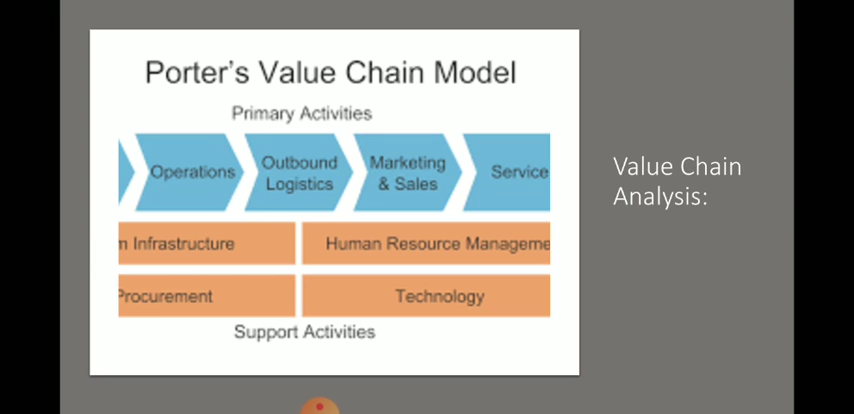 Porter's Value Chain Model
Primary Activities
Operations
Outbound
Logistics
Marketing
& Sales
Service
Value Chain
Analysis:
m Infrastructure
Human Resource Manageme
Procurement
Technology
Support Activities